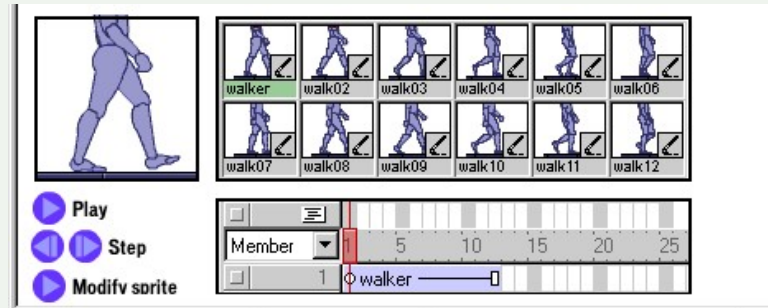 walker walk02 walk03 walk04 walk05 walk06
walk07 walk08 walk09 walk10 walk11 walk12
Play
Step
Modify sprite
Member 1 5 10 15 20 25
1 walker